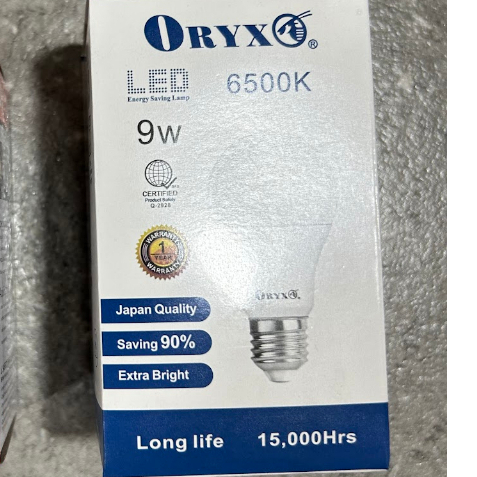 ORYX
®
LED 6500K
Energy Saving Lamp
9w
CERTIFIED
Product Safety
Q-2928
WARRANTY
1
YEAR
WARRANTY
ORYX
Japan Quality
Saving 90%
Extra Bright
Long life 15,000Hrs